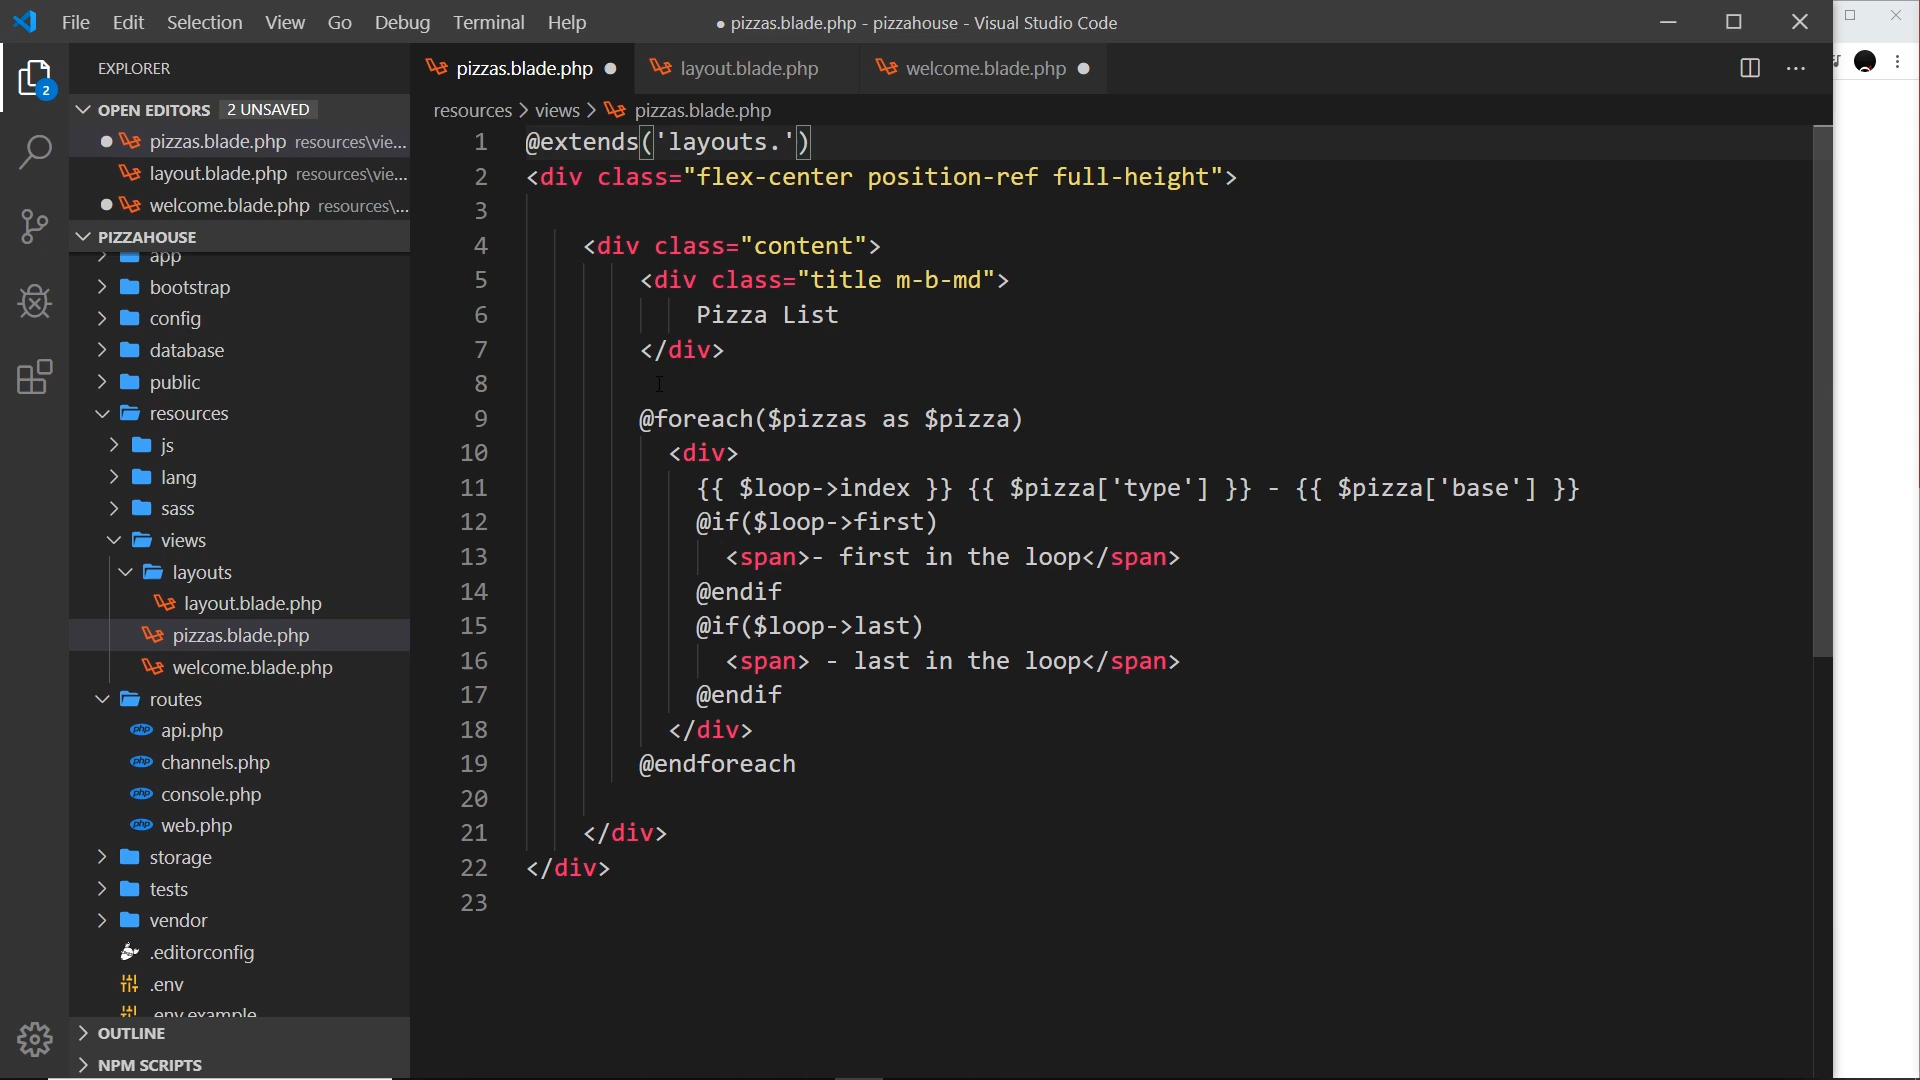 File Edit Selection View Go Debug Terminal Help
● pizzas.blade.php - pizzahouse - Visual Studio Code
2
EXPLORER
OPEN EDITORS 2 UNSAVED
pizzas.blade.php resources\vie...
layout.blade.php resources\vie...
welcome.blade.php resources\...
PIZZAHOUSE
app
bootstrap
config
database
public
resources
js
lang
sass
views
layouts
layout.blade.php
pizzas.blade.php
welcome.blade.php
routes
php api.php
php channels.php
php console.php
php web.php
storage
tests
vendor
.editorconfig
.env
.env.example
OUTLINE
NPM SCRIPTS
pizzas.blade.php layout.blade.php welcome.blade.php
resources > views > pizzas.blade.php
1 @extends('layouts.')
2 <div class="flex-center position-ref full-height">
3
4 <div class="content">
5 <div class="title m-b-md">
6 Pizza List
7 </div>
8
9 @foreach($pizzas as $pizza)
10 <div>
11 {{ $loop->index }} {{ $pizza['type'] }} - {{ $pizza['base'] }}
12 @if($loop->first)
13 <span>- first in the loop</span>
14 @endif
15 @if($loop->last)
16 <span> - last in the loop</span>
17 @endif
18 </div>
19 @endforeach
20
21 </div>
22 </div>
23